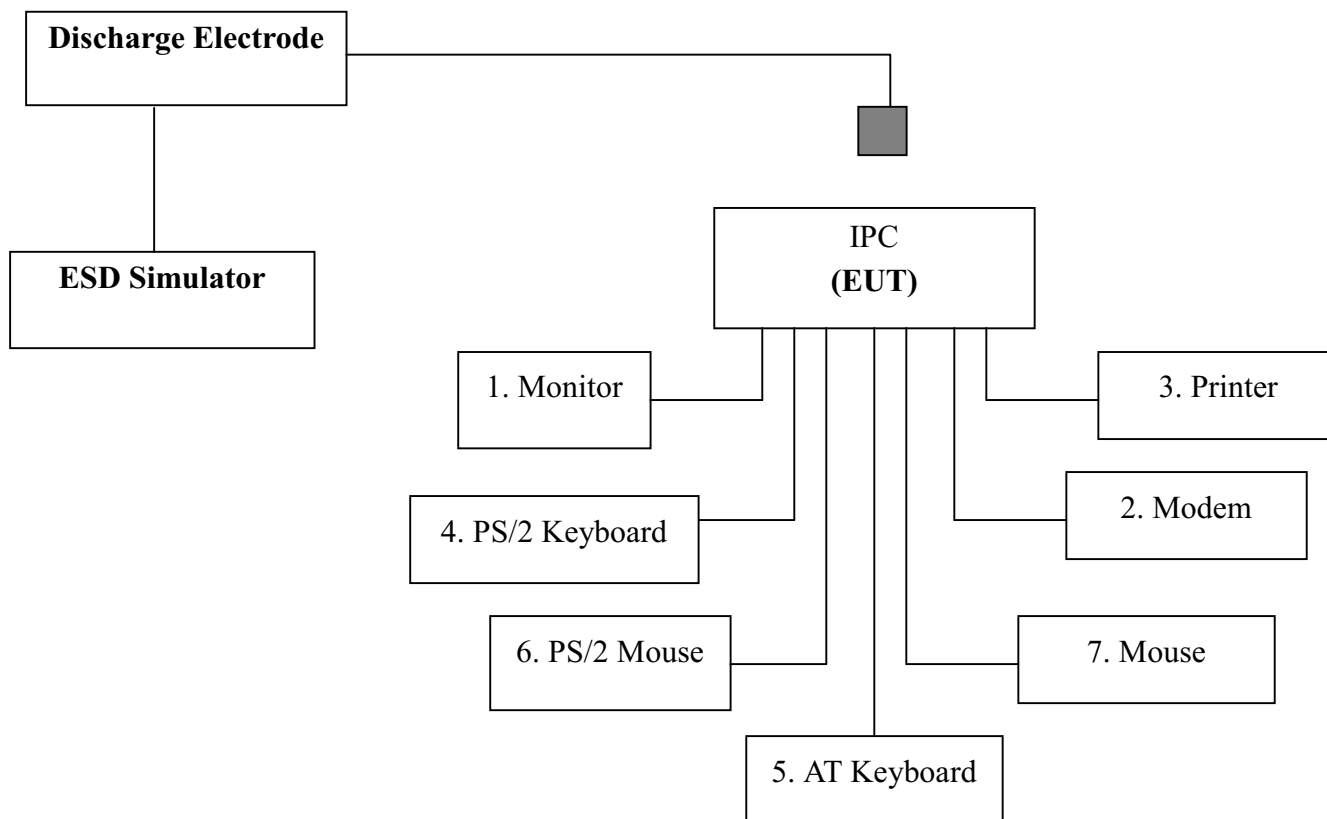 Discharge Electrode
ESD Simulator
IPC
(EUT)
1. Monitor
3. Printer
4. PS/2 Keyboard
2. Modem
6. PS/2 Mouse
7. Mouse
5. AT Keyboard